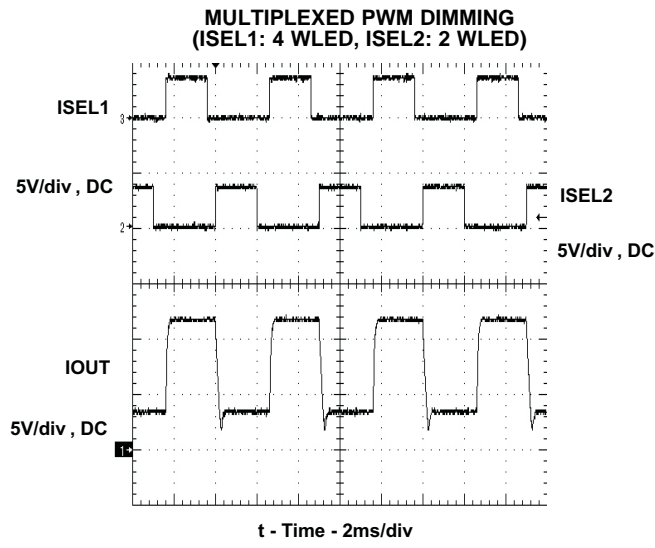 MULTIPLEXED PWM DIMMING
(ISEL1: 4 WLED, ISEL2: 2 WLED)
ISEL1
3
5V/div , DC
ISEL2
2
5V/div , DC
IOUT
5V/div , DC
1
t - Time - 2ms/div